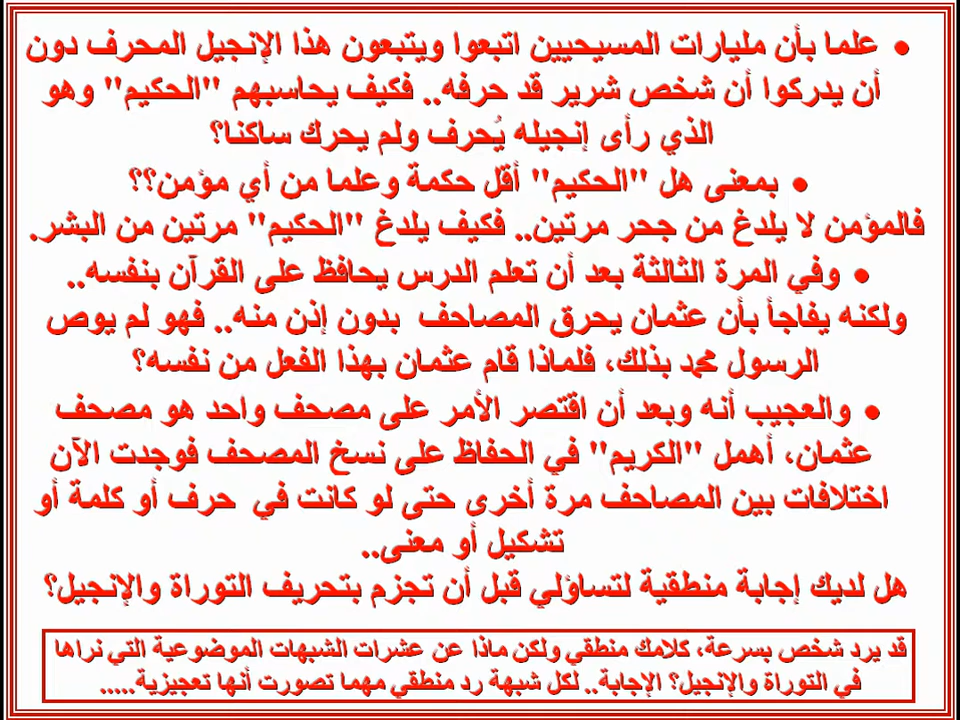 • علما بأن مليارات المسيحيين اتبعوا ويتبعون هذا الإنجيل المحرف دون
أن يدركوا أن شخص شرير قد حرفه.. فكيف يحاسبهم "الحكيم" وهو
الذي رأى إنجيله يُحرف ولم يحرك ساكنا؟
• بمعنى هل "الحكيم" أقل حكمة وعلما من أي مؤمن؟؟
فالمؤمن لا يلدغ من جحر مرتين.. فكيف يلدغ "الحكيم" مرتين من البشر.
• وفي المرة الثالثة بعد أن تعلم الدرس يحافظ على القرآن بنفسه..
ولكنه يفاجأ بأن عثمان يحرق المصاحف بدون إذن منه.. فهو لم يوص
الرسول محمد بذلك، فلماذا قام عثمان بهذا الفعل من نفسه؟
• والعجيب أنه وبعد أن اقتصر الأمر على مصحف واحد هو مصحف
عثمان، أهمل "الكريم" في الحفاظ على نسخ المصحف فوجدت الآن
اختلافات بين المصاحف مرة أخرى حتى لو كانت في حرف أو كلمة أو
تشكيل أو معنى..
هل لديك إجابة منطقية لتساؤلي قبل أن تجزم بتحريف التوراة والإنجيل؟
قد يرد شخص بسرعة، كلامك منطقي ولكن ماذا عن عشرات الشبهات الموضوعية التي نراها
في التوراة والإنجيل؟ الإجابة.. لكل شبهة رد منطقي مهما تصورت أنها تعجيزية.....